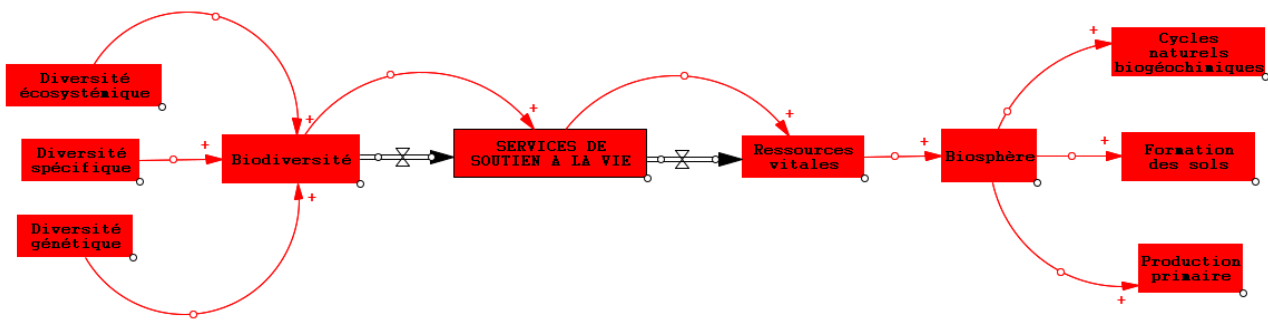 Diversité
écosystémique
Diversité
spécifique
Diversité
génétique
Biodiversité
SERVICES DE
SOUTIEN A LA VIE
Ressources
vitales
Biosphère
Cycles
naturels
biogéochimiques
Formation
des sols
Production
primaire
+
+
+
+
+
+
+
+
+